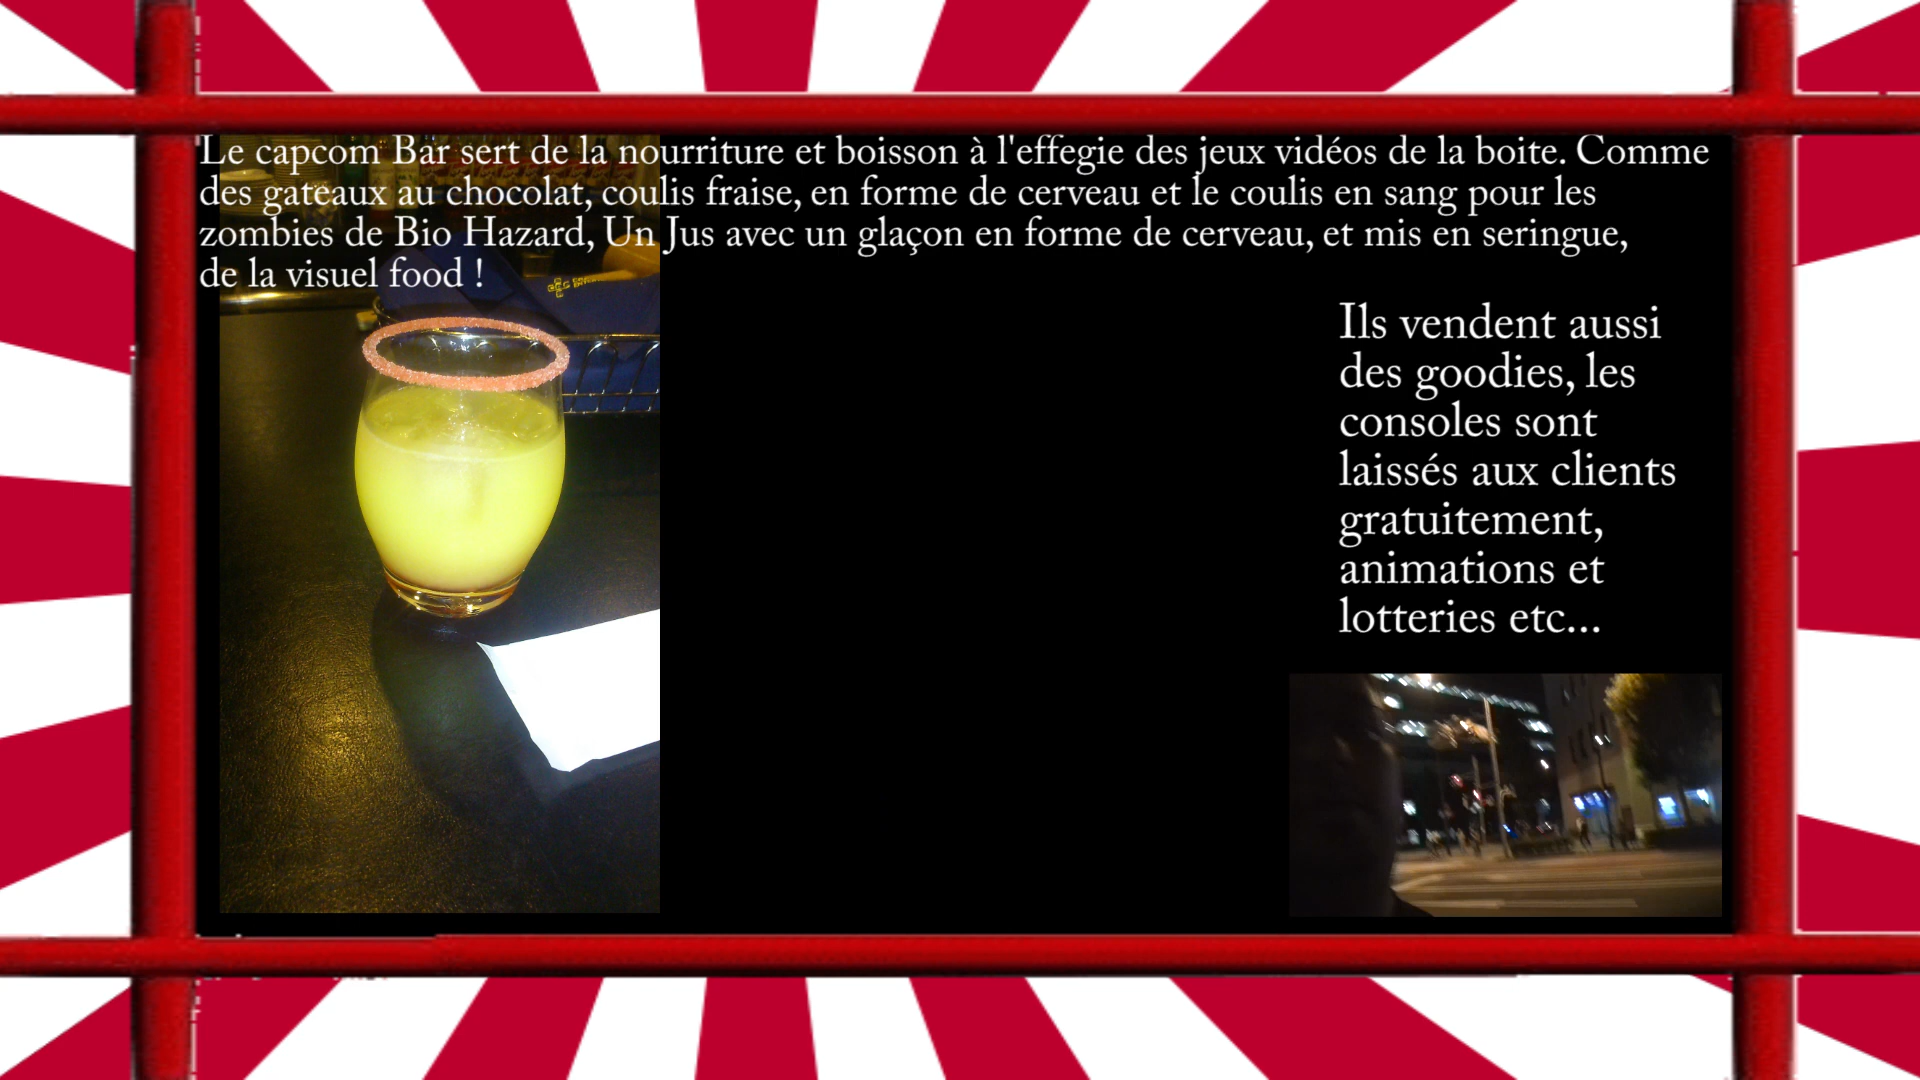 Le capcom Bar sert de la nourriture et boisson à l'effegie des jeux vidéos de la boite. Comme
des gateaux au chocolat, coulis fraise, en forme de cerveau et le coulis en sang pour les
zombies de Bio Hazard, Un Jus avec un glaçon en forme de cerveau, et mis en seringue,
de la visuel food !
Ils vendent aussi
des goodies, les
consoles sont
laissés aux clients
gratuitement,
animations et
lotteries etc...